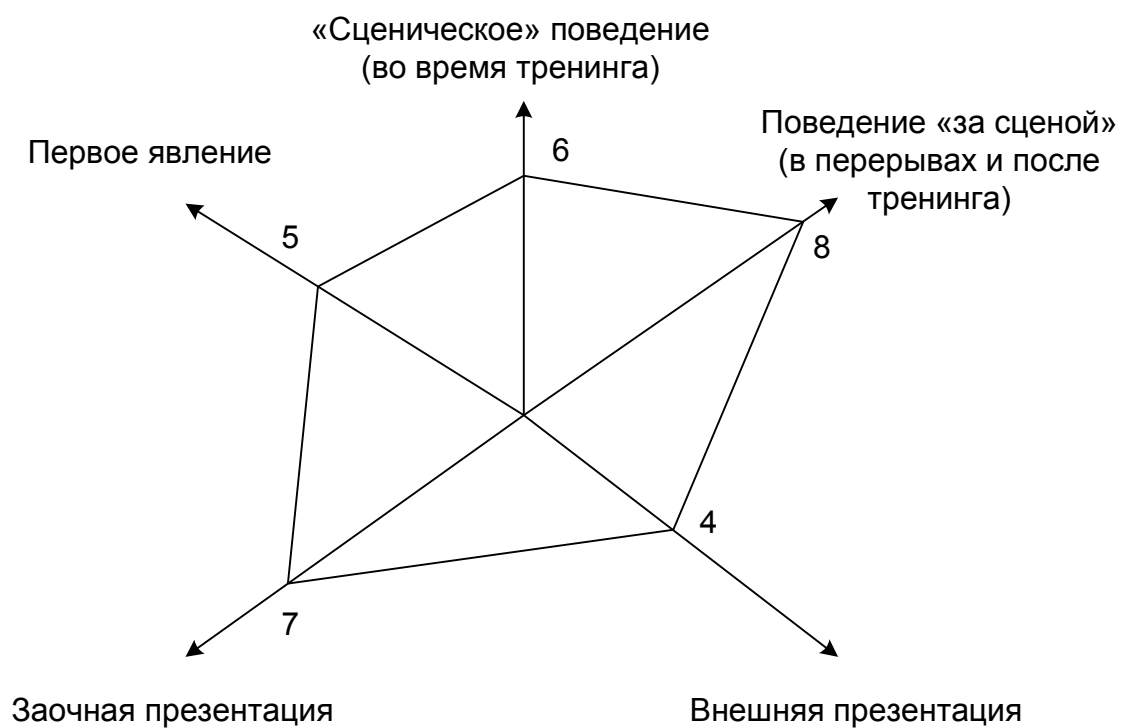 «Сценическое» поведение
(во время тренинга)
Поведение «за сценой»
(в перерывах и после
тренинга)
Первое явление
6
5
8
4
7
Заочная презентация
Внешняя презентация